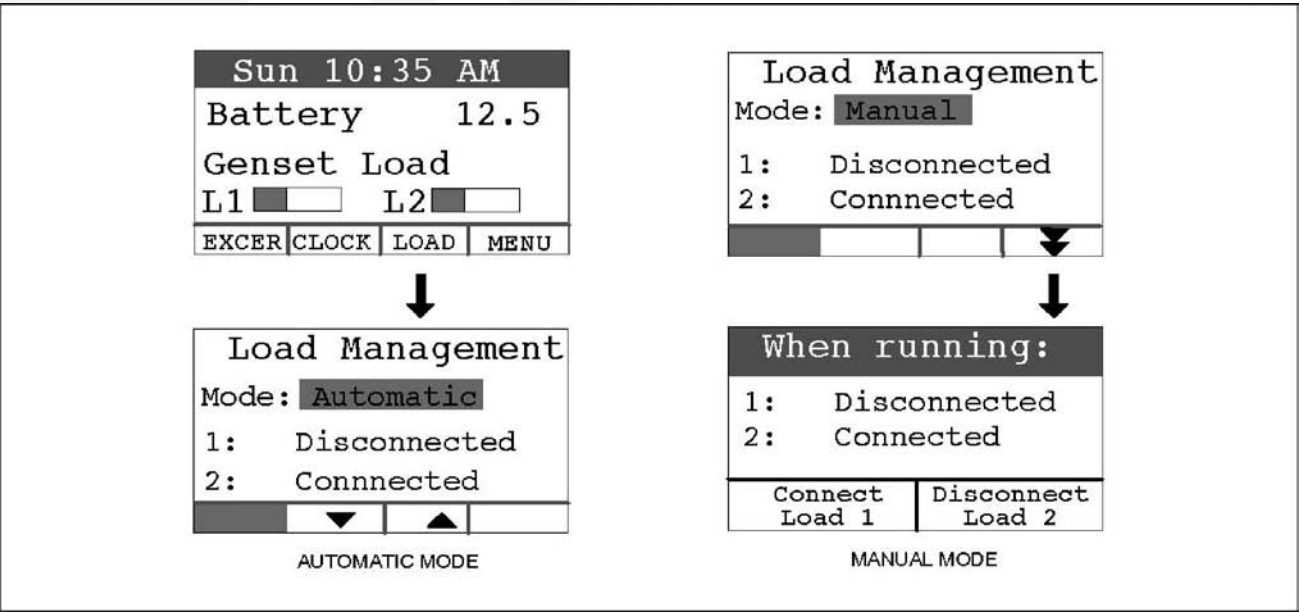 Sun 10:35 AM
Battery 12.5
Genset Load
L1 L2
EXCER CLOCK LOAD MENU
Load Management
Mode: Automatic
1: Disconnected
2: Connnected
AUTOMATIC MODE
Load Management
Mode: Manual
1: Disconnected
2: Connnected
When running:
1: Disconnected
2: Connected
Connect Disconnect
Load 1 Load 2
MANUAL MODE